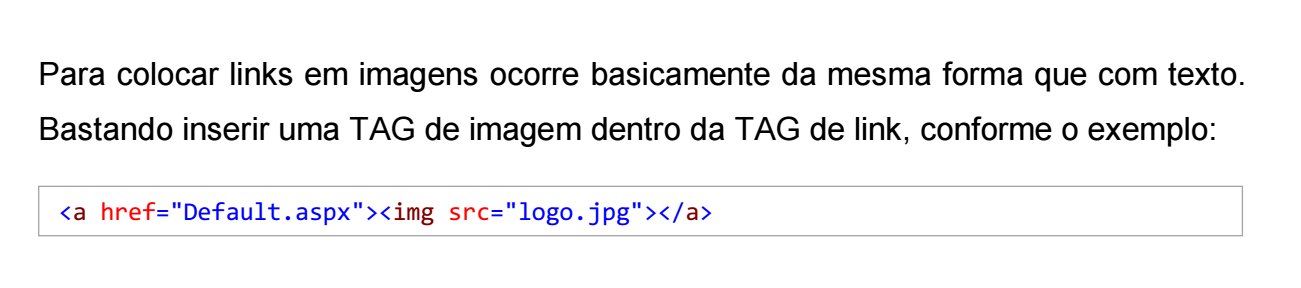 Para colocar links em imagens ocorre basicamente da mesma forma que com texto.
Bastando inserir uma TAG de imagem dentro da TAG de link, conforme o exemplo:
<a href="Default.aspx"><img src="logo.jpg"></a>